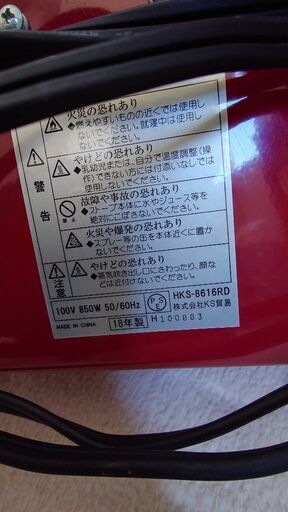 火災の恐れあり
●燃えやすいものの近くでは使用し
ないでください。就寝中は使用し
ないでください。
やけどの恐れあり
●乳幼児または、自分で温度調整(操
作)できない方には付添いなしでは
使用しないでください。
故障や事故の恐れあり
●ストーブ本体に水やジュース等を
絶対にこぼさないでください。
火災や爆発の恐れあり
●スプレー等の缶を本体近くに置か
ないでください。
やけどの恐れあり
●蒸気吹き出し口にさわったり、顔な
どは近付けないでください。
警告
注意
100V 850W 50/60Hz
PSE
HKS-8616RD
株式会社KS貿易
MADE IN CHINA
18年製
H100803